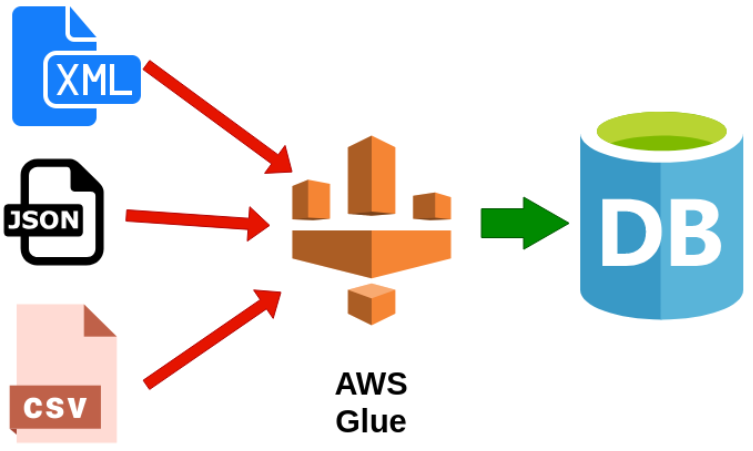 XML
JSON
CSV
AWS
Glue
DB